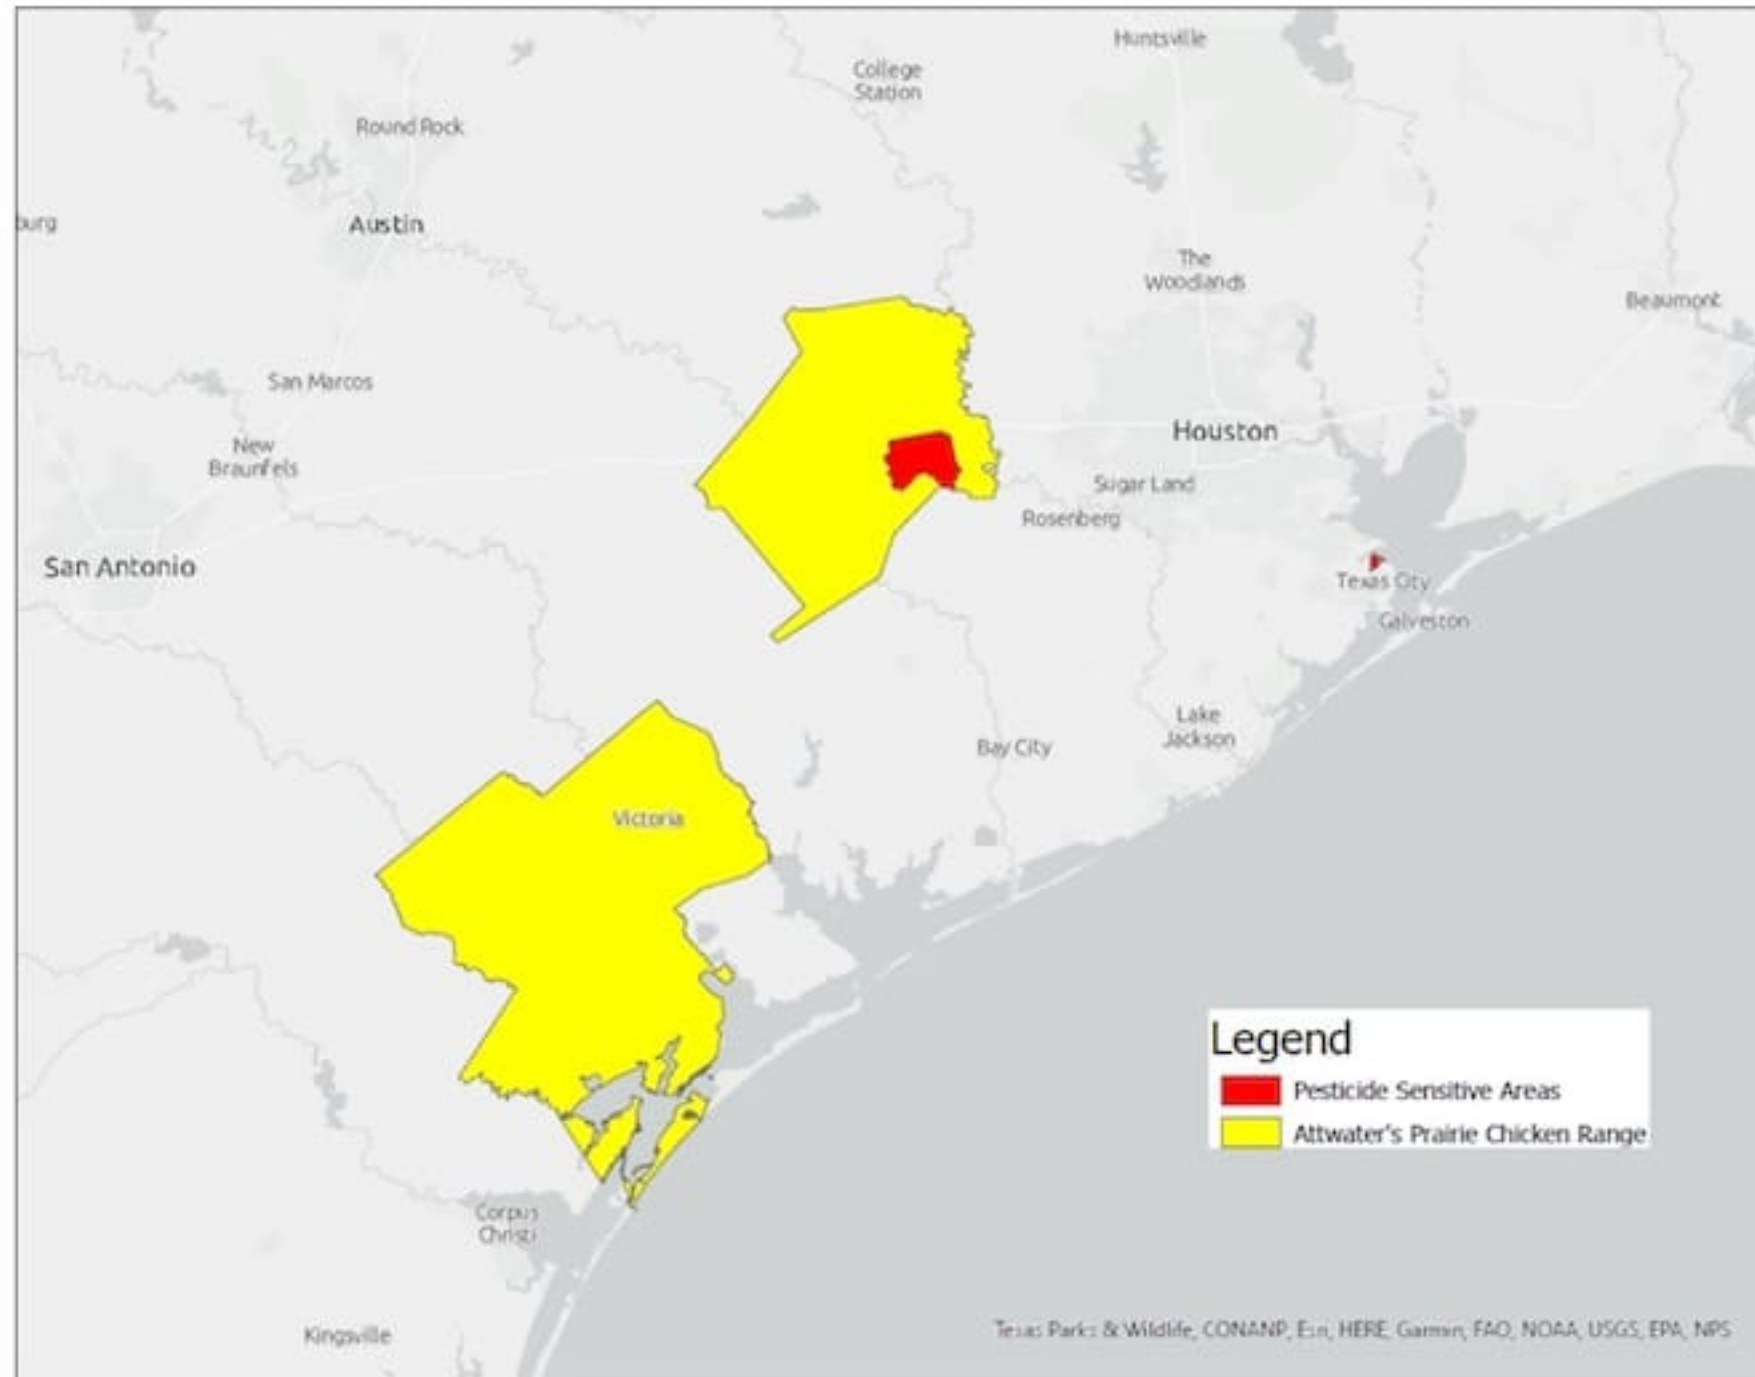 Huntsville
College
Station
Round Rock
burg
Austin
The
Woodlands
Beaumont
San Marcos
New
Braunfels
Houston
Sugar Land
Rosenberg
San Antonio
Texas City
Galveston
Lake
Jackson
Bay City
Victoria
Legend
Pesticide Sensitive Areas
Attwater's Prairie Chicken Range
Corpus
Christi
Kingsville
Texas Parks & Wildlife, CONANP, Esri, HERE, Garmin, FAO, NOAA, USGS, EPA, NPS